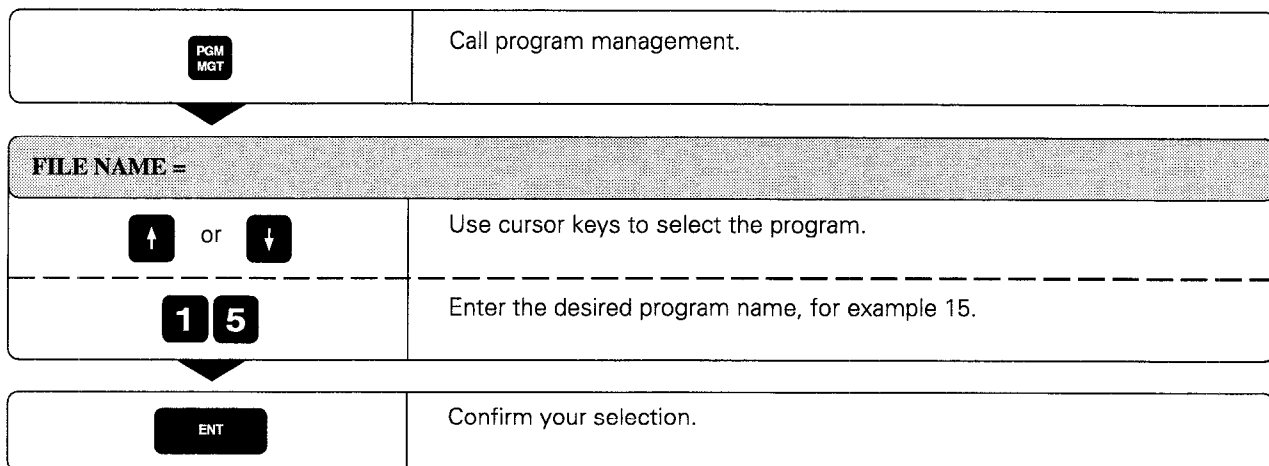 PGM
MGT
Call program management.
FILE NAME =
↑ or ↓
Use cursor keys to select the program.
1 5
Enter the desired program name, for example 15.
ENT
Confirm your selection.